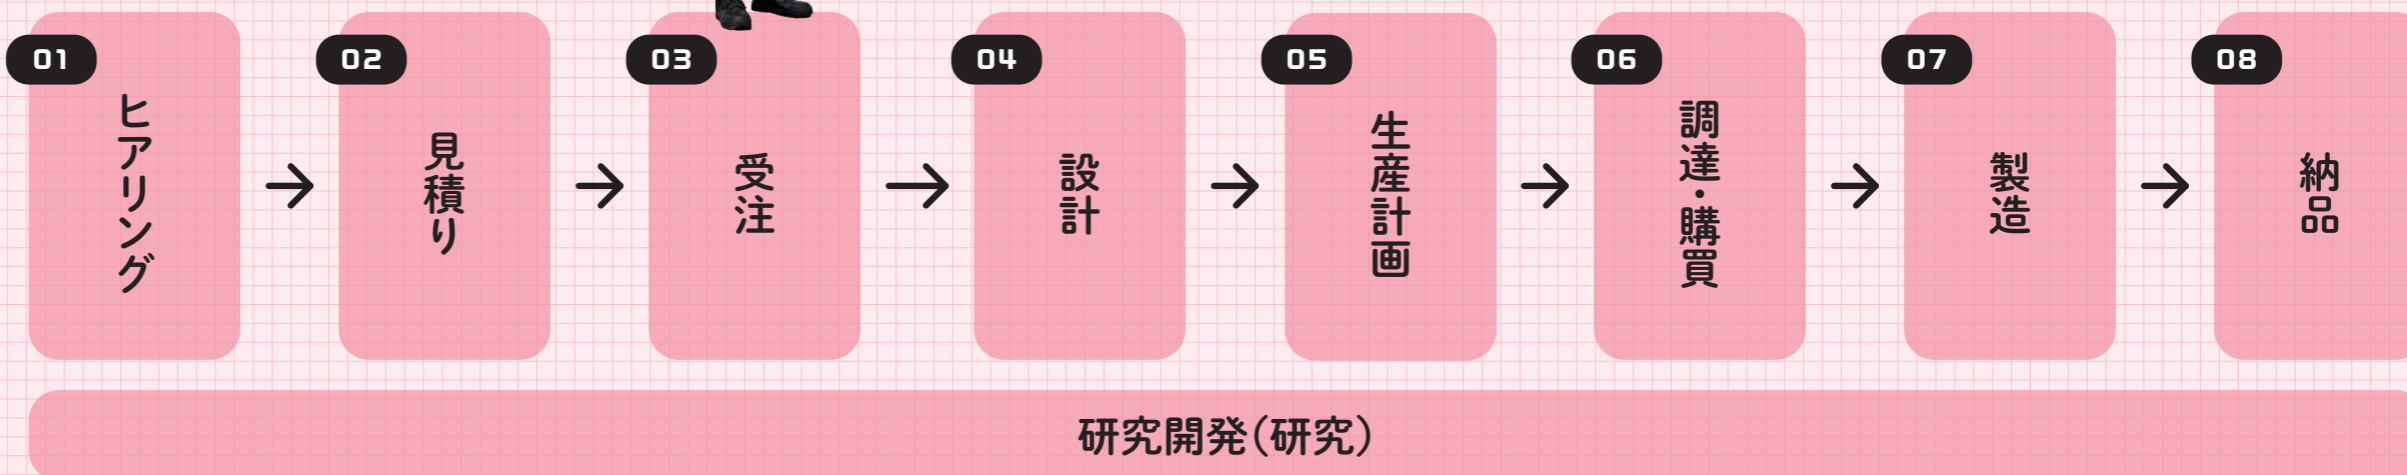 01
ヒアリング
02
見積り
03
受注
04
設計
05
生産計画
06
調達・購買
07
製造
08
納品
研究開発(研究)